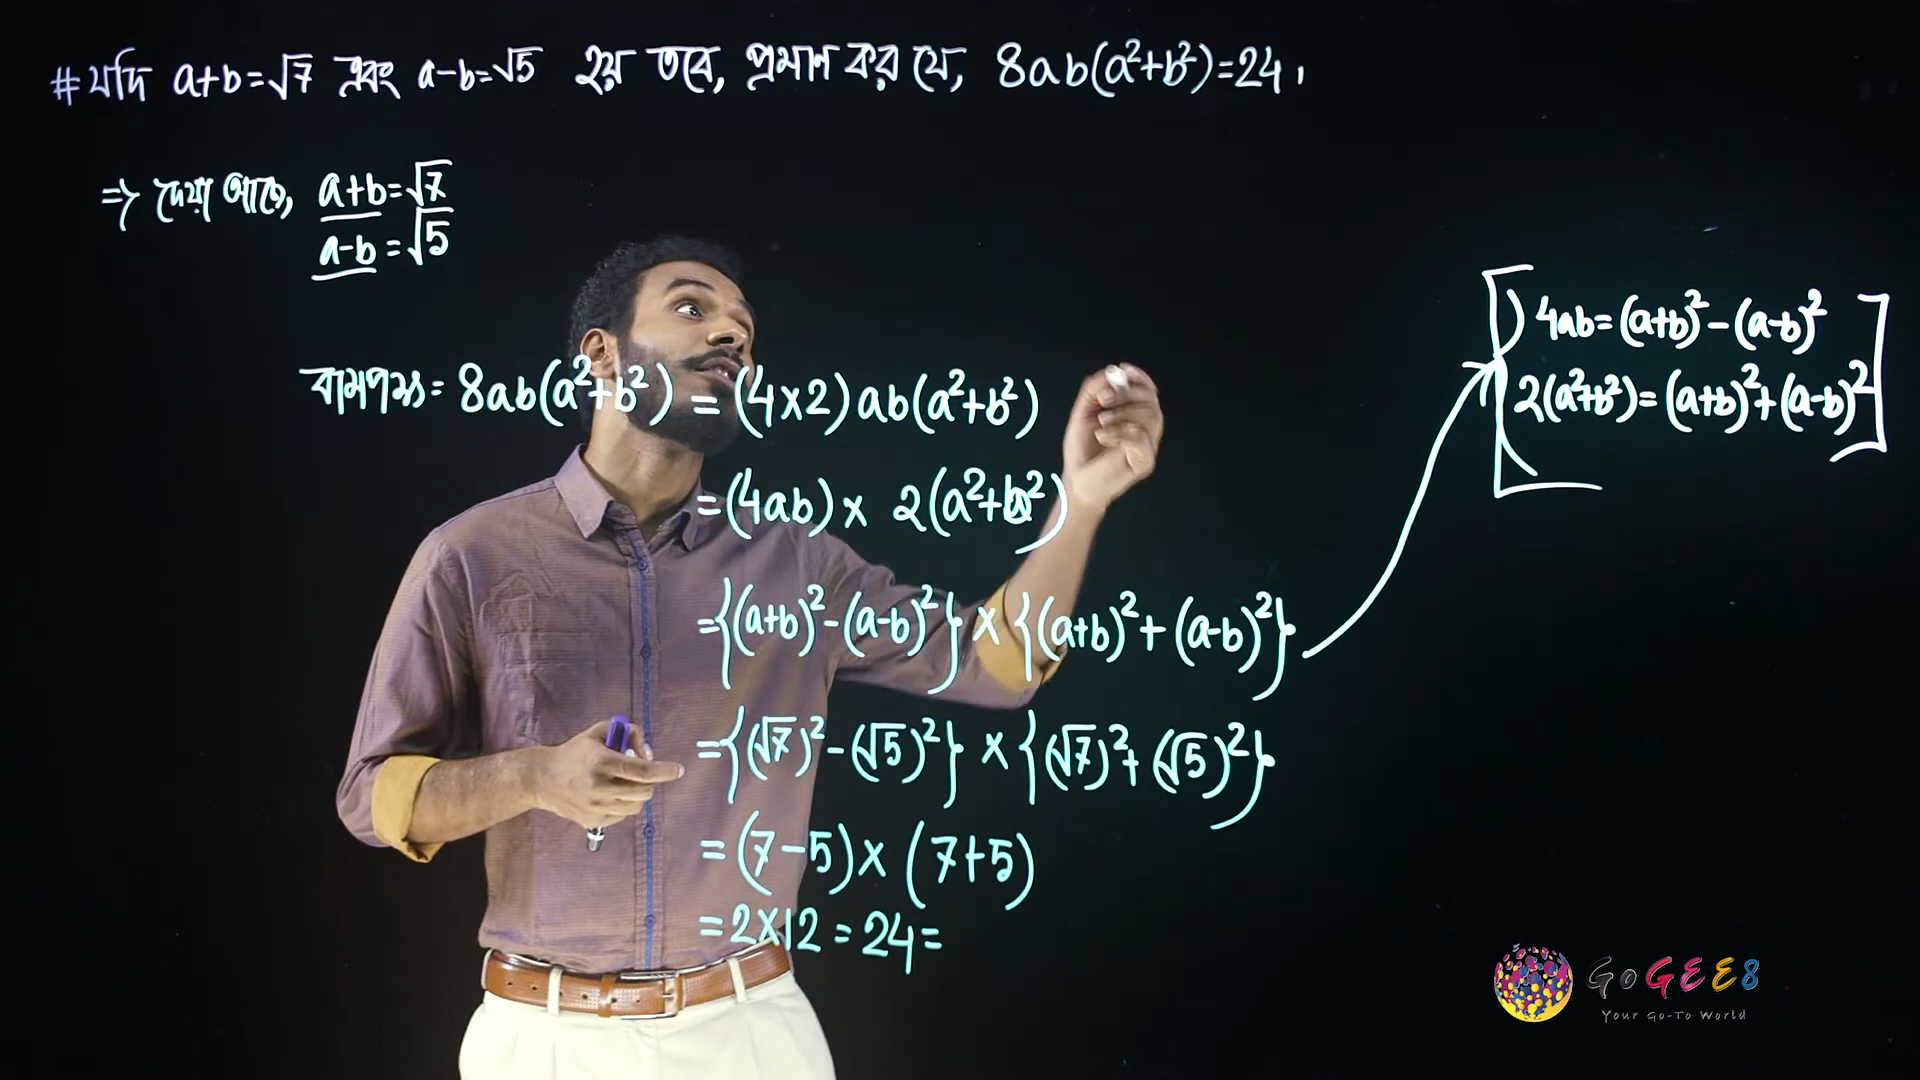 # যদি a+b=√7 এবং a-b=√5 হয় তবে, প্রমাণ কর যে, 8ab(a²+b²)=24।
⇒ দেয়া আছে, a+b=√7
a-b=√5
বামপক্ষ= 8ab(a²+b²) = (4×2)ab(a²+b²)
=(4ab)× 2(a²+b²)
={(a+b)²-(a-b)²}×{(a+b)²+(a-b)²}
={(√7)²-(√5)²}×{(√7)²+(√5)²}
=(7-5)×(7+5)
=2×12=24=
4ab=(a+b)²-(a-b)²
2(a²+b²)=(a+b)²+(a-b)²
GoGEE8
Your Go-To World